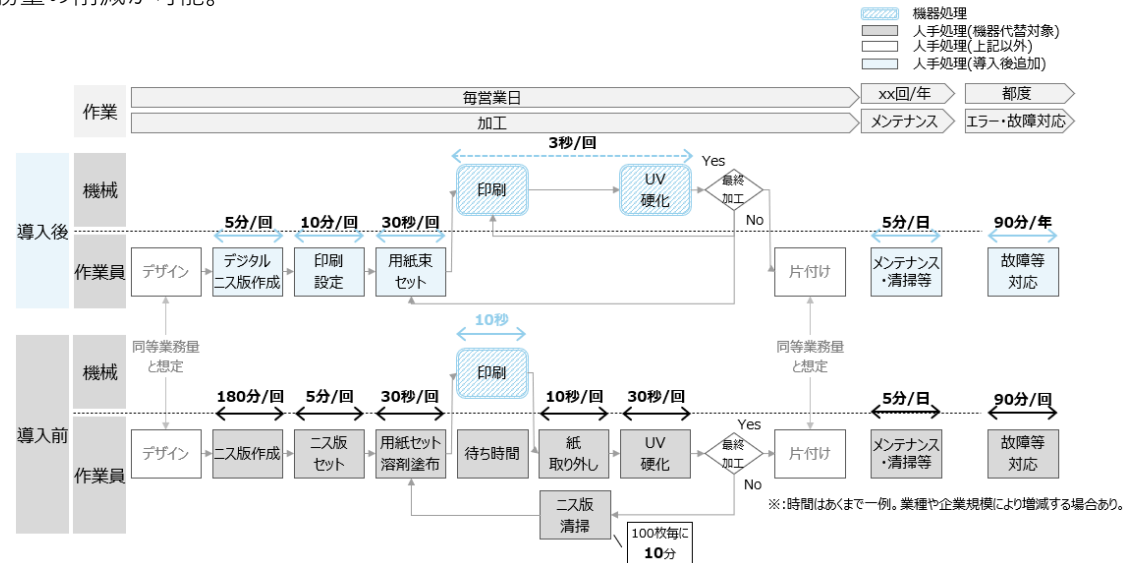 務量の削減が可能。
機器処理
人手処理(機器代替対象)
人手処理(上記以外)
人手処理(導入後追加)
作業
毎営業日
xx回/年
都度
加工
メンテナンス
エラー・故障対応
導入後
機械
3秒/回
印刷
UV
硬化
Yes
最終
加工
No
作業員
5分/回
10分/回
30秒/回
5分/日
90分/年
デザイン
デジタル
ニス版作成
印刷
設定
用紙束
セット
片付け
メンテナンス
・清掃等
故障等
対応
同等業務量
と想定
同等業務量
と想定
導入前
機械
10秒
印刷
作業員
180分/回
5分/回
30秒/回
10秒/回
30秒/回
5分/日
90分/回
デザイン
ニス版作成
ニス版
セット
用紙セット
溶剤塗布
待ち時間
紙
取り外し
UV
硬化
Yes
最終
加工
No
片付け
メンテナンス
・清掃等
故障等
対応
ニス版
清掃
100枚毎に
10分
※:時間はあくまで一例。業種や企業規模により増減する場合あり。